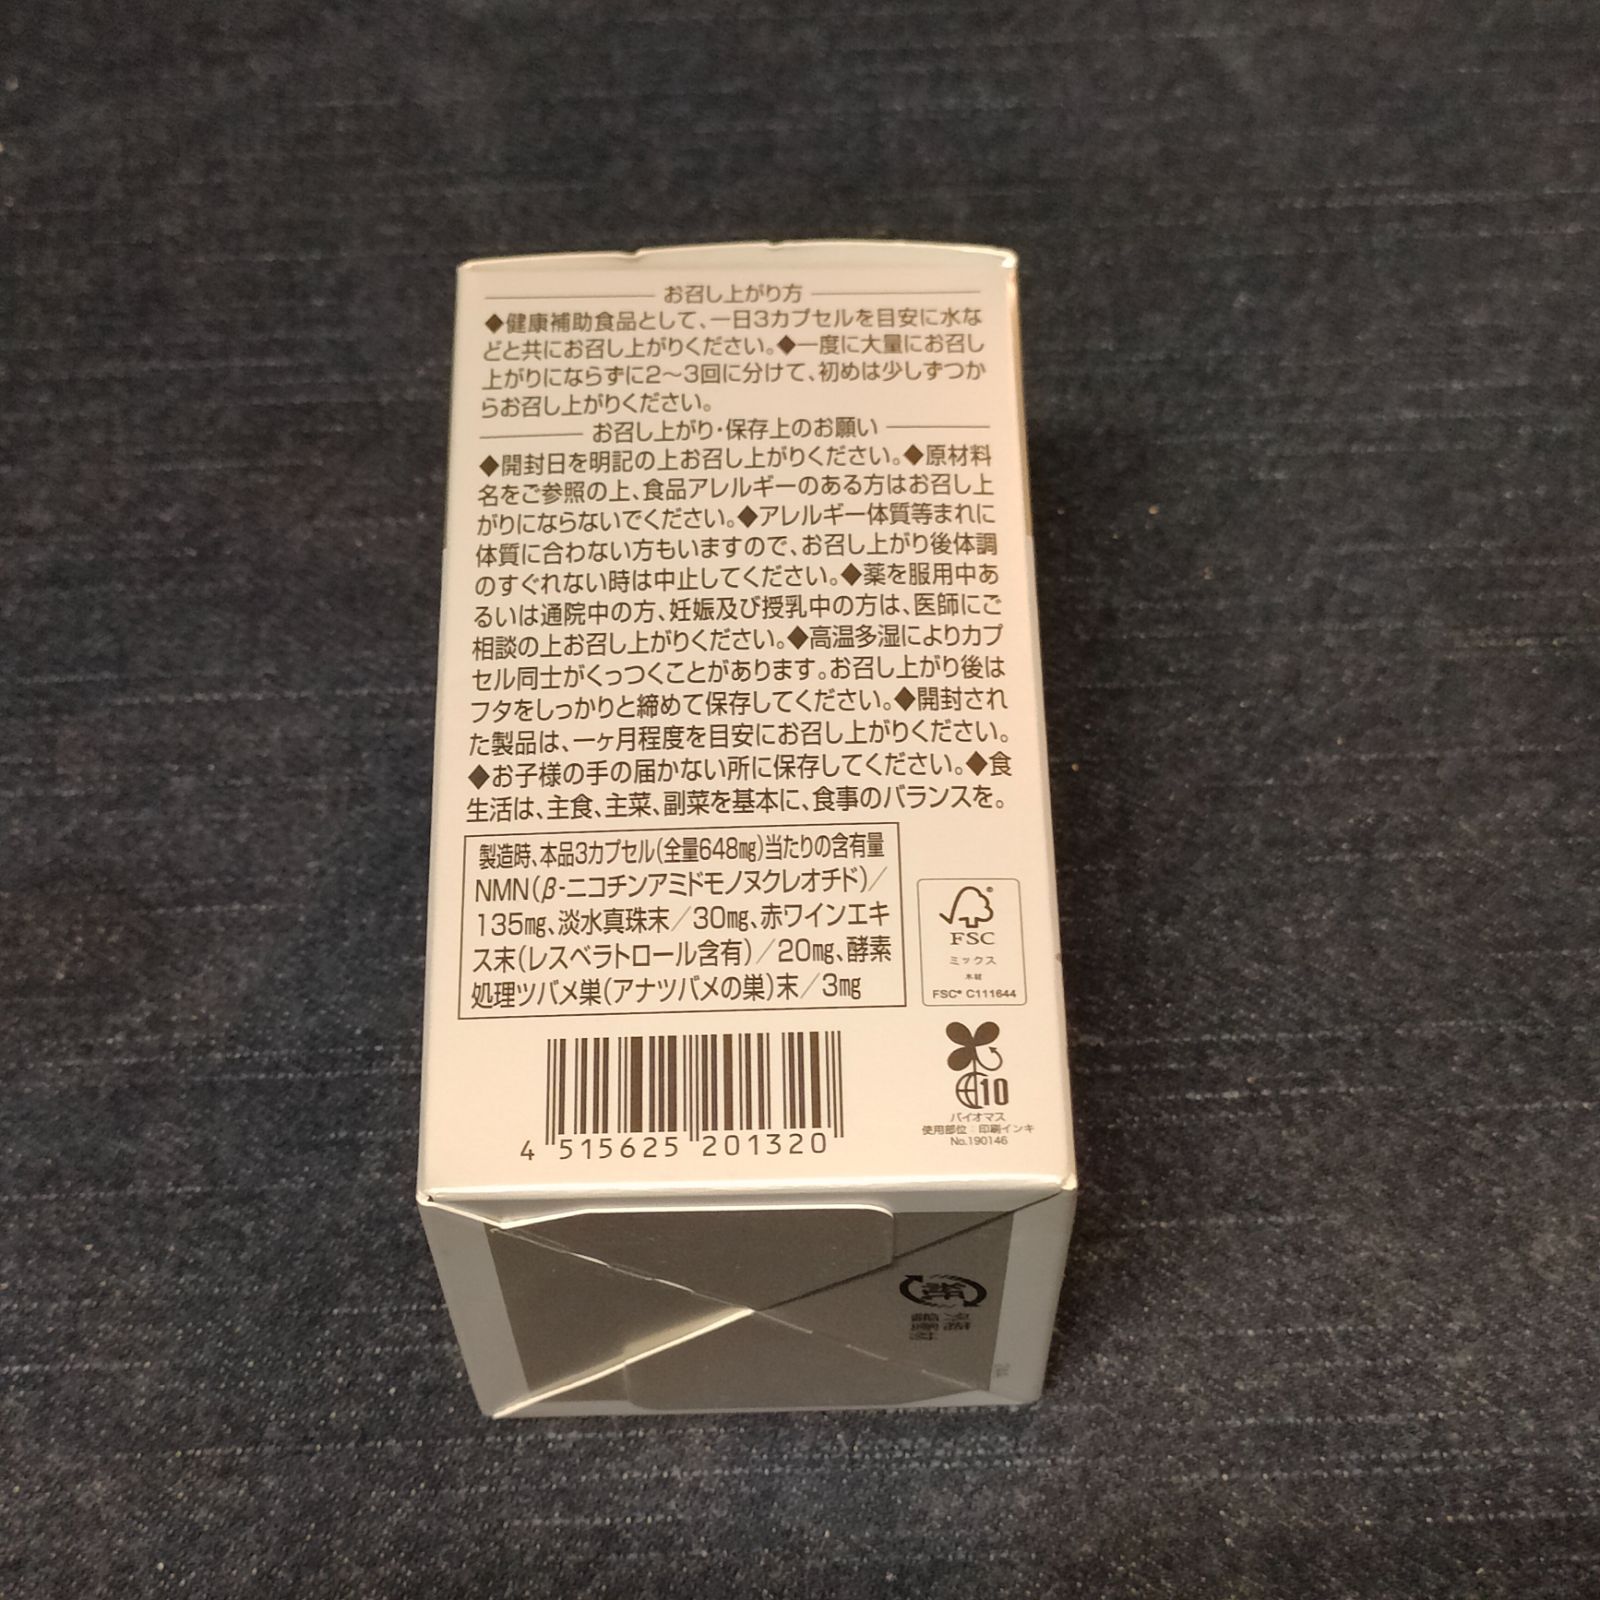 お召し上がり方
◆健康補助食品として、一日3カプセルを目安に水な
どと共にお召し上がりください。◆一度に大量にお召し
上がりにならずに2〜3回に分けて、初めは少しずつか
らお召し上がりください。
お召し上がり・保存上のお願い
◆開封日を明記の上お召し上がりください。◆原材料
名をご参照の上、食品アレルギーのある方はお召し上
がりにならないでください。◆アレルギー体質等まれに
体質に合わない方もいますので、お召し上がり後体調
のすぐれない時は中止してください。◆薬を服用中あ
るいは通院中の方、妊娠及び授乳中の方は、医師にご
相談の上お召し上がりください。◆高温多湿によりカプ
セル同士がくっつくことがあります。お召し上がり後は
フタをしっかりと締めて保存してください。◆開封され
た製品は、一ヶ月程度を目安にお召し上がりください。
◆お子様の手の届かない所に保存してください。◆食
生活は、主食、主菜、副菜を基本に、食事のバランスを。
製造時、本品3カプセル(全量648mg)当たりの含有量
NMN(β-ニコチンアミドモノヌクレオチド)/
135mg、淡水真珠末/30mg、赤ワインエキ
ス末(レスベラトロール含有)/20mg、酵素
処理ツバメ巣(アナツバメの巣)末/3mg
FSC
ミックス
木材
FSC® C111644
10
バイオマス
使用部位:印刷インキ
No.190146
4 515625 201320
紙